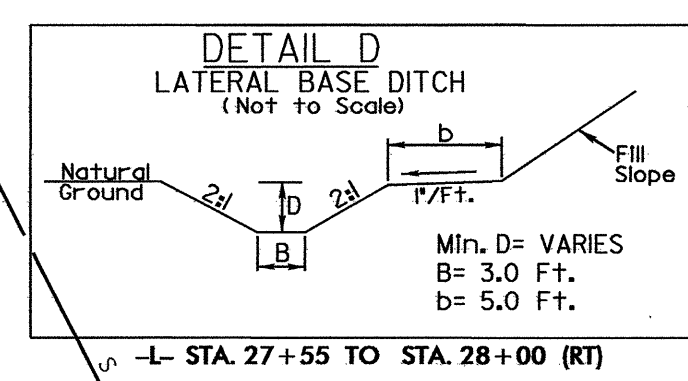 DETAIL D
LATERAL BASE DITCH
(Not to Scale)
b
Natural
Ground
2:1
D
2:1
1"/Ft.
Fill
Slope
B
Min. D= VARIES
B= 3.0 Ft.
b= 5.0 Ft.
-L- STA. 27+55 TO STA. 28+00 (RT)
S